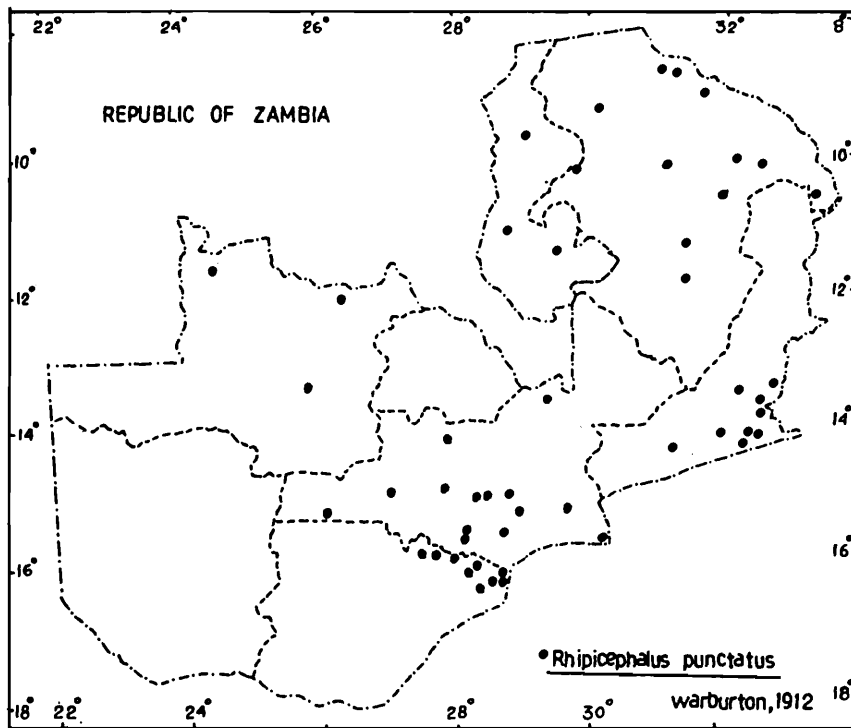 22° 24° 26° 28° 32° 8°
REPUBLIC OF ZAMBIA
10° 10°
12° 12°
14° 14°
16° 16°
Rhipicephalus punctatus
warburton,1912
18° 22° 28° 30° 18°